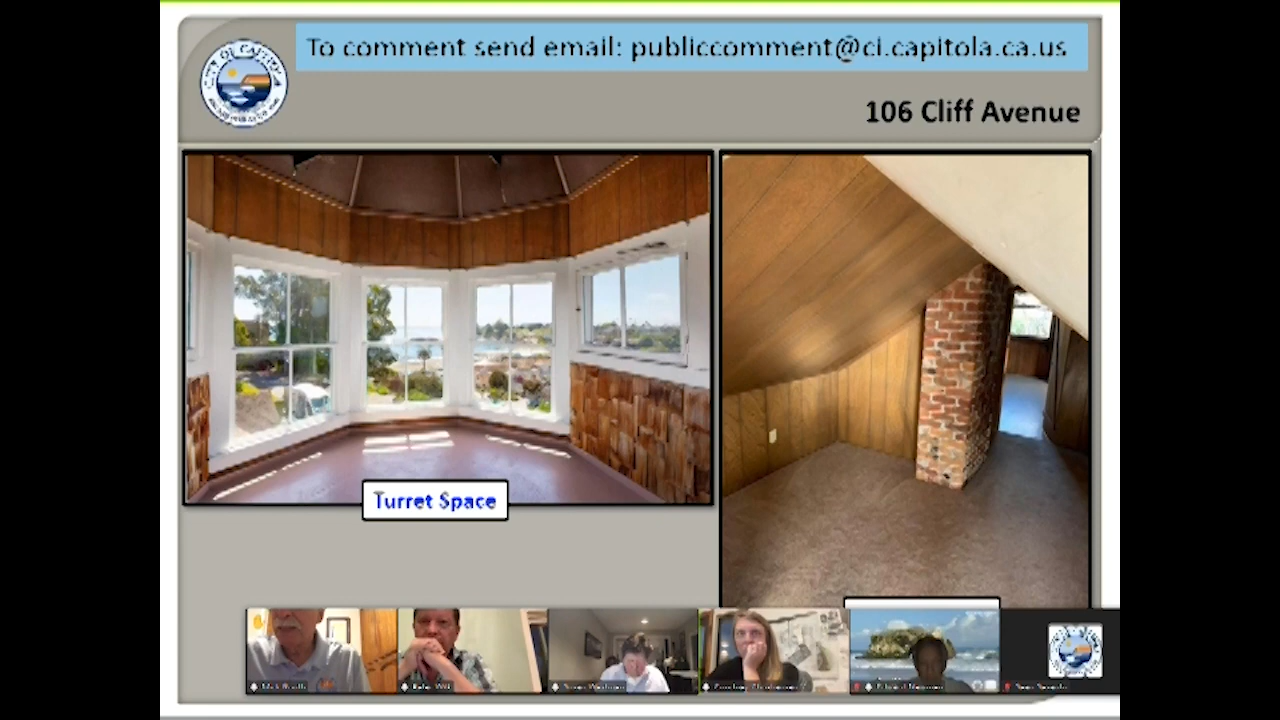 To comment send email: publiccomment@ci.capitola.ca.us
106 Cliff Avenue
Turret Space